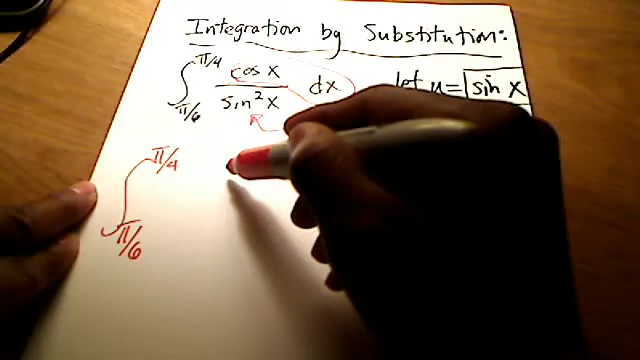 Integration by Substitution:
∫ π/4 π/6 cos x / sin² x dx let u = sin x
∫ π/4 π/6